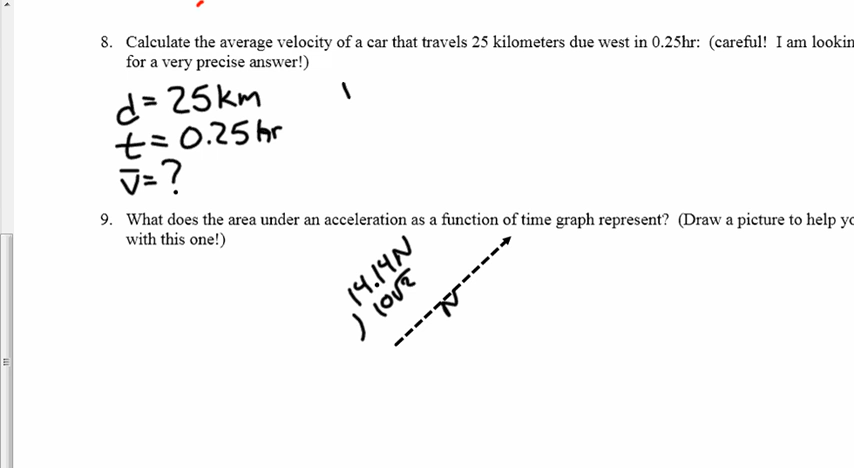 8. Calculate the average velocity of a car that travels 25 kilometers due west in 0.25hr: (careful! I am lookin
for a very precise answer!)
d = 25 km
t = 0.25 hr
v̅ = ?
9. What does the area under an acceleration as a function of time graph represent? (Draw a picture to help yo
with this one!)
14.14N
10√2
N